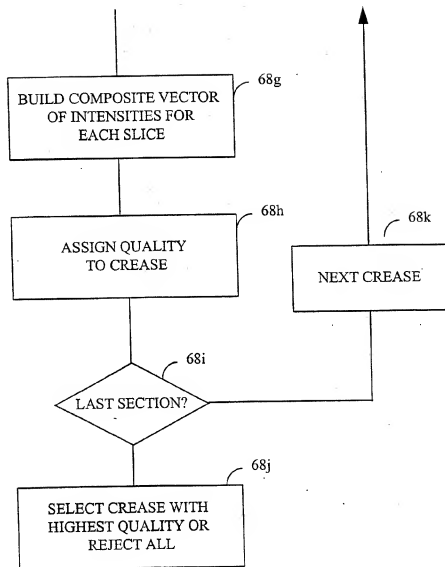 68g
BUILD COMPOSITE VECTOR
OF INTENSITIES FOR
EACH SLICE
68h
ASSIGN QUALITY
TO CREASE
68k
NEXT CREASE
68i
LAST SECTION?
68j
SELECT CREASE WITH
HIGHEST QUALITY OR
REJECT ALL